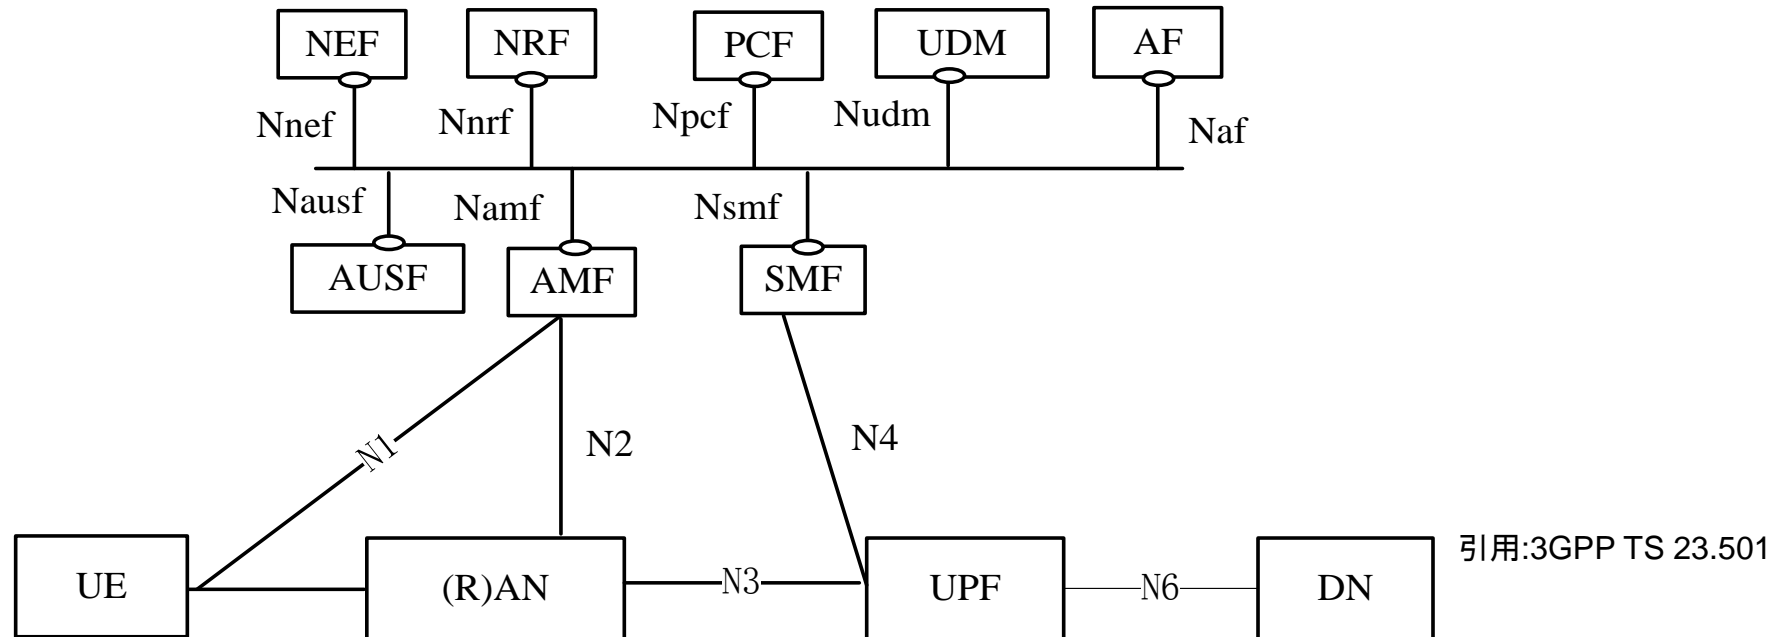 NEF
NRF
PCF
UDM
AF
Nnef
Nnrf
Npcf
Nudm
Naf
Nausf
Namf
Nsmf
AUSF
AMF
SMF
N1
N2
N4
UE
(R)AN
N3
UPF
N6
DN
引用:3GPP TS 23.501